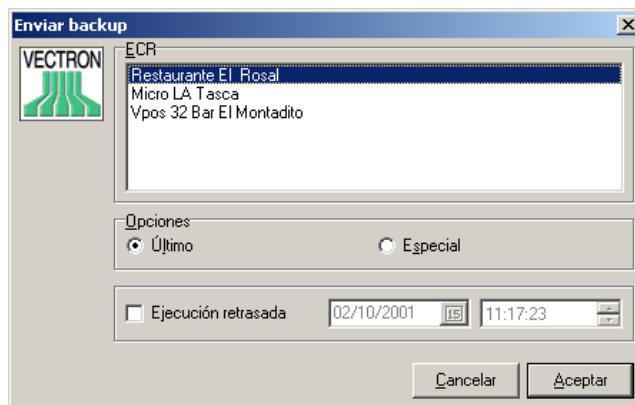 Enviar backup
VECTRON
ECR
Restaurante El Rosal
Micro LA Tasca
Vpos 32 Bar El Montadito
Opciones
Último
Especial
Ejecución retrasada
02/10/2001
15
11:17:23
Cancelar
Aceptar